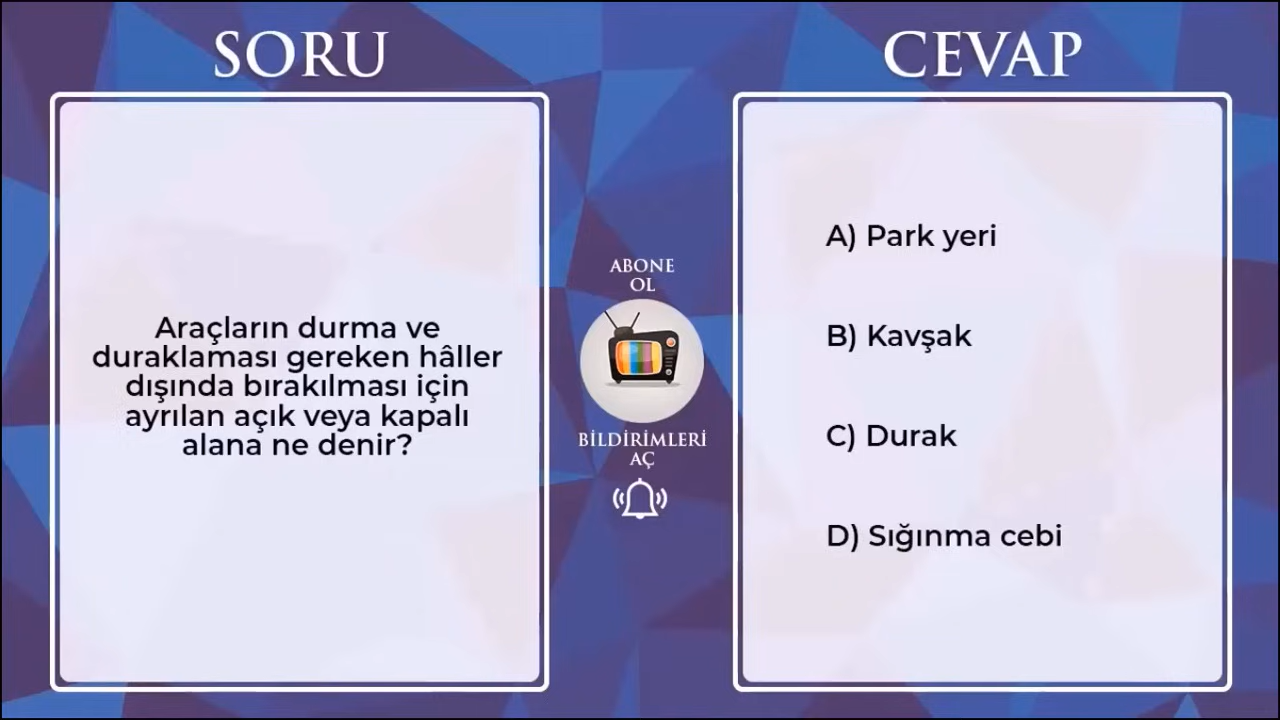 SORU
Araçların durma ve
duraklaması gereken hâller
dışında bırakılması için
ayrılan açık veya kapalı
alana ne denir?
ABONE
OL
BİLDİRİMLERİ
AÇ
CEVAP
A) Park yeri
B) Kavşak
C) Durak
D) Sığınma cebi